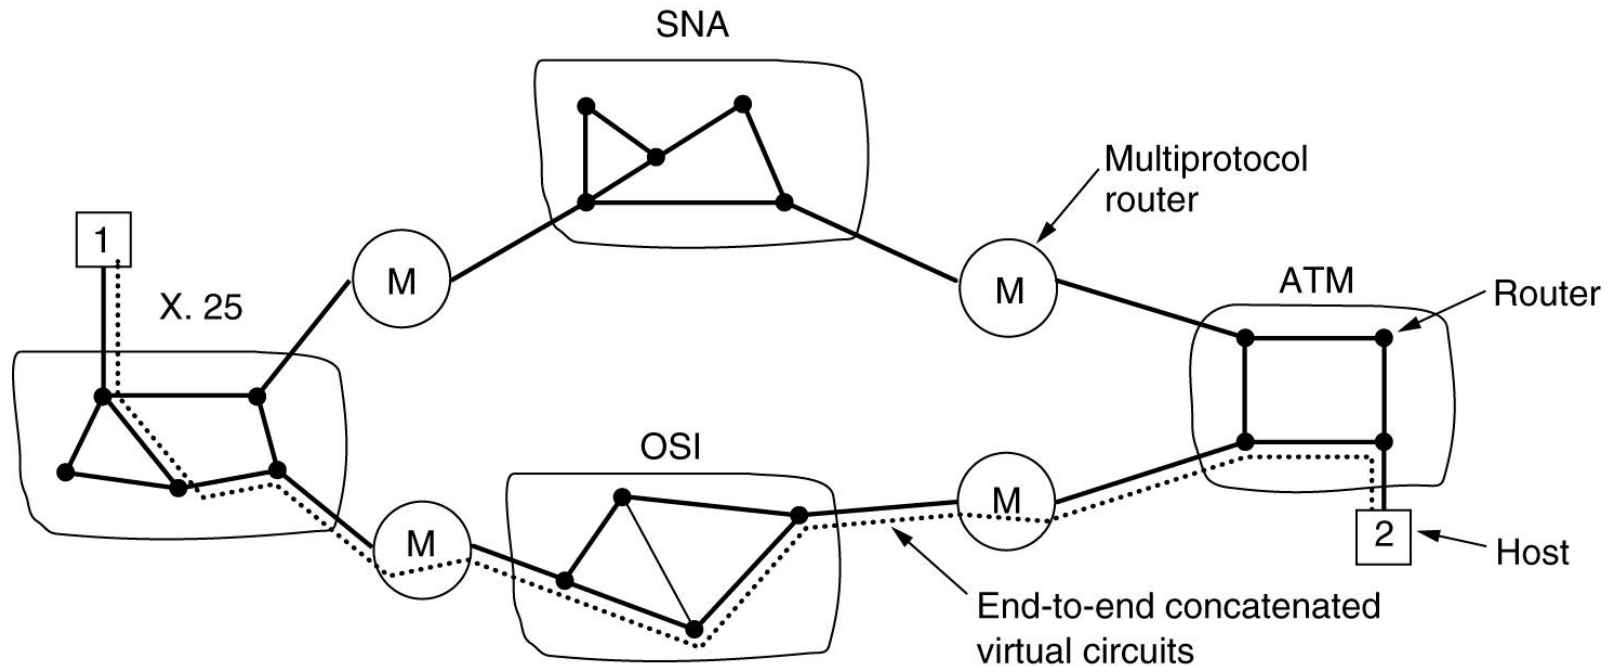 SNA
Multiprotocol
router
1
X. 25
M
M
ATM
Router
OSI
M
M
2
Host
End-to-end concatenated
virtual circuits